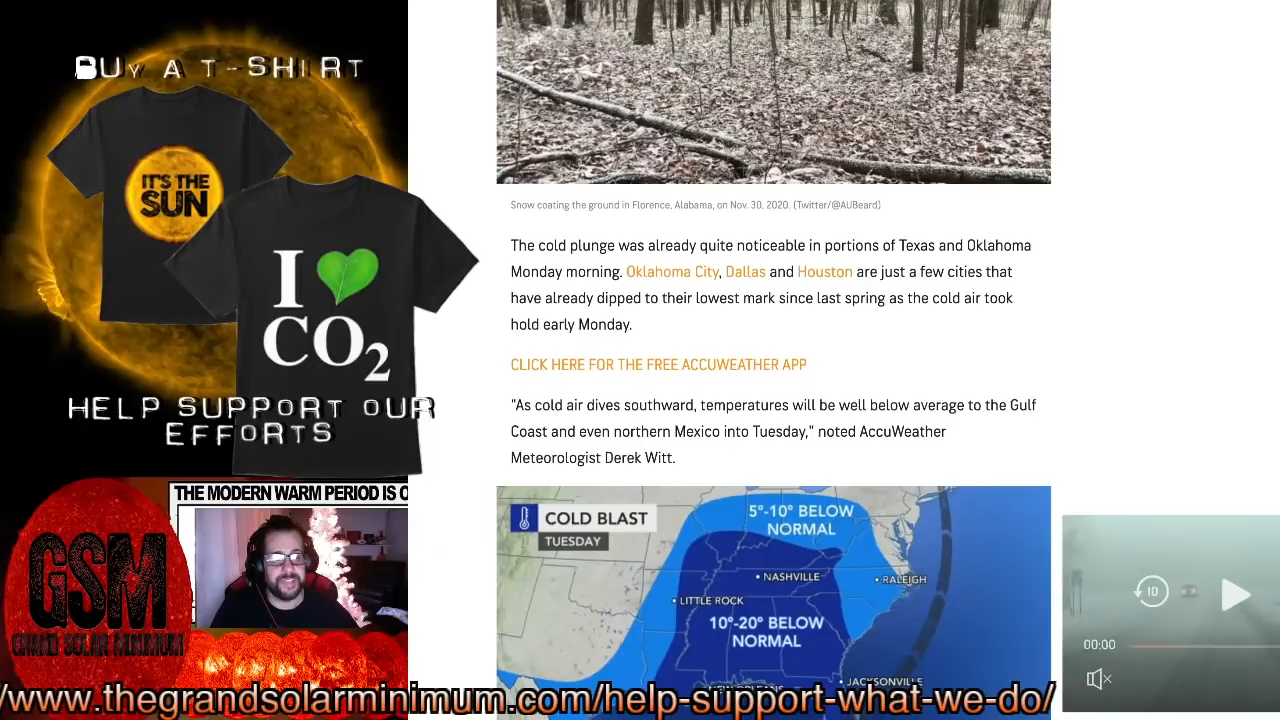 BUY A T-SHIRT
IT'S THE
SUN
I
CO2
HELP SUPPORT OUR
EFFORTS
THE MODERN WARM PERIOD IS O
GSM
GRAND SOLAR MINIMUM
Snow coating the ground in Florence, Alabama, on Nov. 30, 2020. (Twitter/@AUBeard)
The cold plunge was already quite noticeable in portions of Texas and Oklahoma
Monday morning. Oklahoma City, Dallas and Houston are just a few cities that
have already dipped to their lowest mark since last spring as the cold air took
hold early Monday.
CLICK HERE FOR THE FREE ACCUWEATHER APP
"As cold air dives southward, temperatures will be well below average to the Gulf
Coast and even northern Mexico into Tuesday," noted AccuWeather
Meteorologist Derek Witt.
COLD BLAST
TUESDAY
5°-10° BELOW
NORMAL
NASHVILLE
RALEIGH
LITTLE ROCK
10°-20° BELOW
NORMAL
JACKSONVILLE
NEW ORLEANS
10
00:00
/www.thegrandsolarminimum.com/help-support-what-we-do/